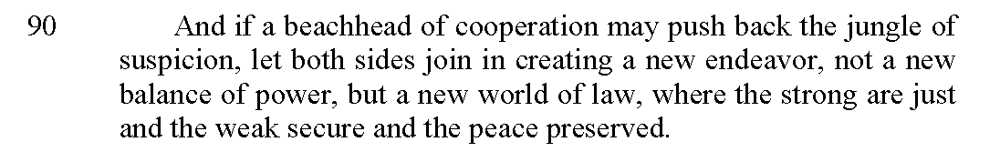 90 And if a beachhead of cooperation may push back the jungle of
suspicion, let both sides join in creating a new endeavor, not a new
balance of power, but a new world of law, where the strong are just
and the weak secure and the peace preserved.